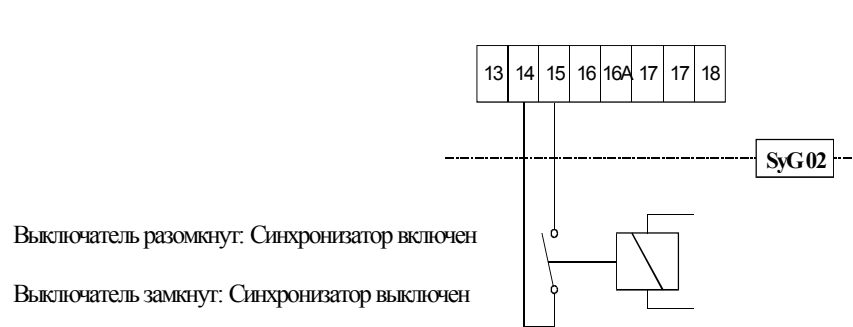 13 14 15 16 16A 17 17 18
SyG 02
Выключатель разомкнут: Синхронизатор включен
Выключатель замкнут: Синхронизатор выключен